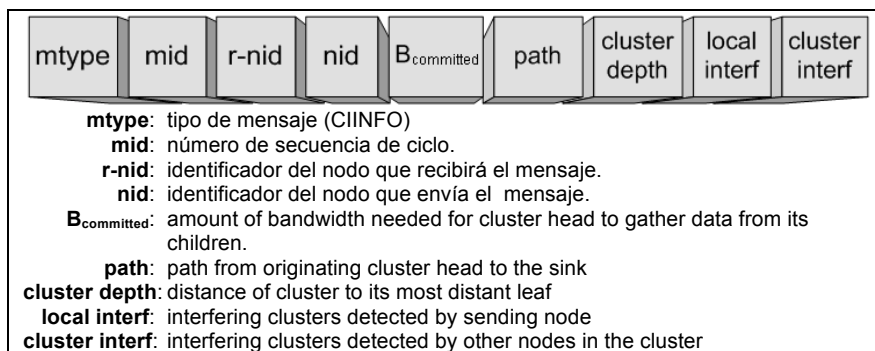 mtype mid r-nid nid Bcommitted path cluster depth local interf cluster interf
mtype: tipo de mensaje (CIINFO)
mid: número de secuencia de ciclo.
r-nid: identificador del nodo que recibirá el mensaje.
nid: identificador del nodo que envía el mensaje.
Bcommitted: amount of bandwidth needed for cluster head to gather data from its
children.
path: path from originating cluster head to the sink
cluster depth: distance of cluster to its most distant leaf
local interf: interfering clusters detected by sending node
cluster interf: interfering clusters detected by other nodes in the cluster